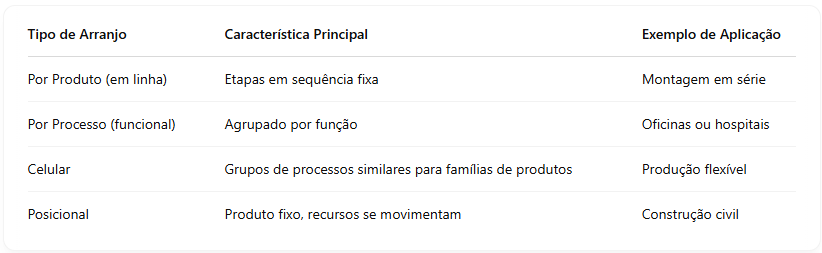 Tipo de Arranjo Característica Principal Exemplo de Aplicação
Por Produto (em linha) Etapas em sequência fixa Montagem em série
Por Processo (funcional) Agrupado por função Oficinas ou hospitais
Celular Grupos de processos similares para famílias de produtos Produção flexível
Posicional Produto fixo, recursos se movimentam Construção civil